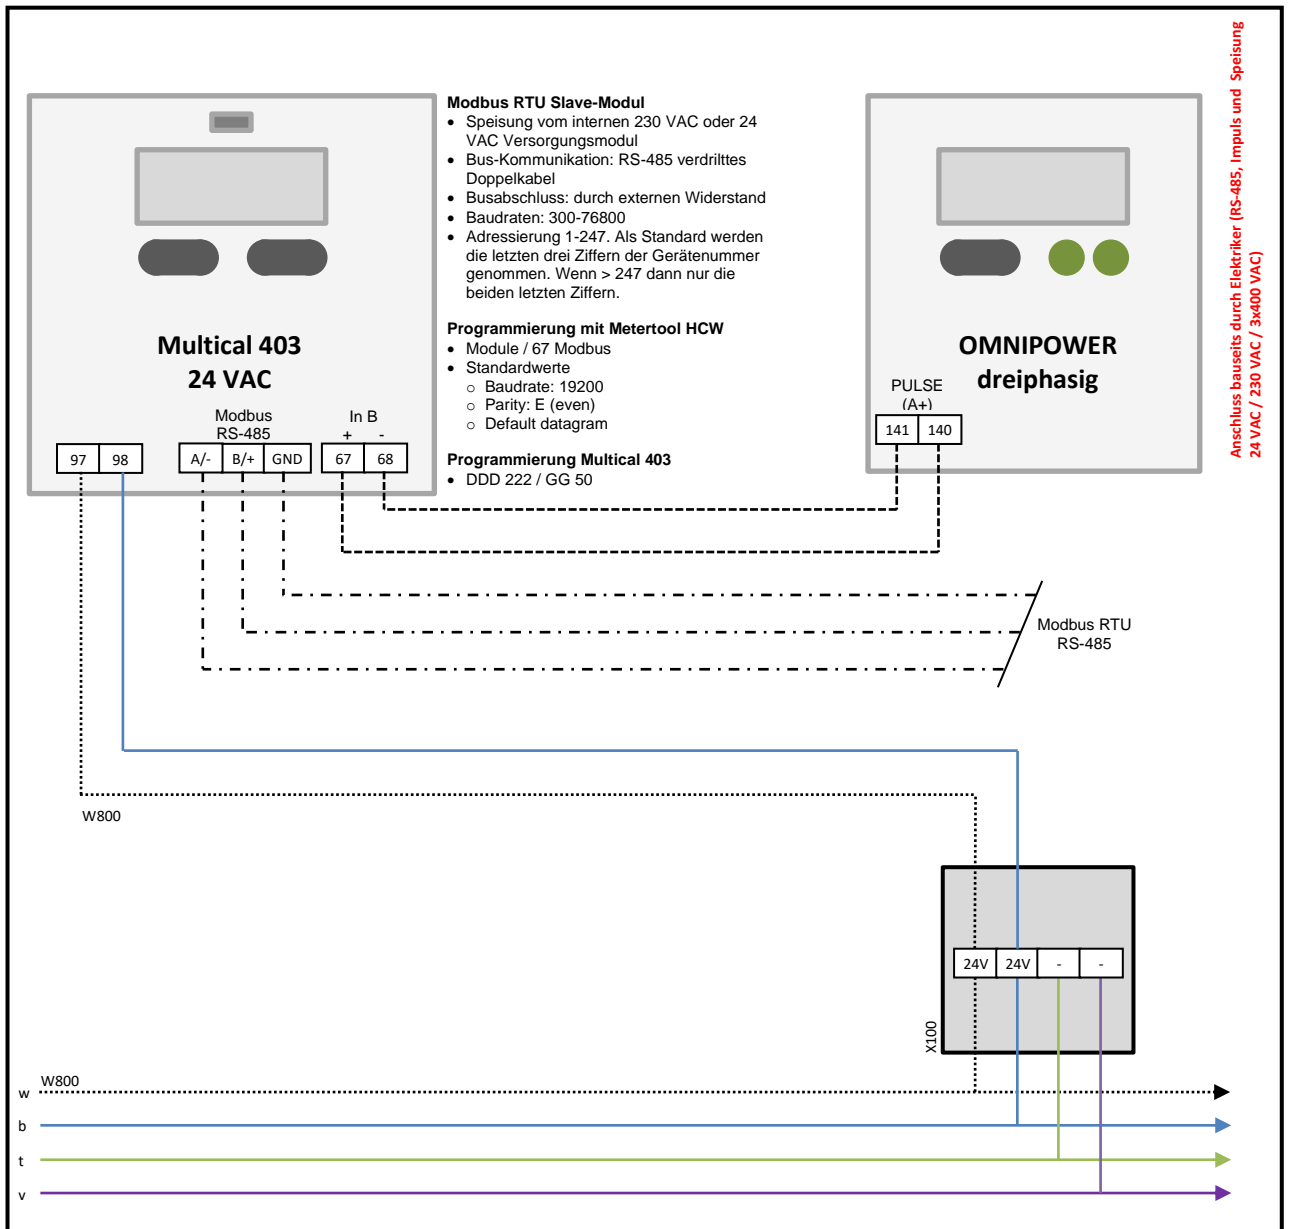 Anschluss bauseits durch Elektriker (RS-485, Impuls und Speisung
24 VAC / 230 VAC / 3x400 VAC)
Modbus RTU Slave-Modul
• Speisung vom internen 230 VAC oder 24
VAC Versorgungsmodul
• Bus-Kommunikation: RS-485 verdrilttes
Doppelkabel
• Busabschluss: durch externen Widerstand
• Baudraten: 300-76800
• Adressierung 1-247. Als Standard werden
die letzten drei Ziffern der Gerätenummer
genommen. Wenn > 247 dann nur die
beiden letzten Ziffern.
Programmierung mit Metertool HCW
• Module / 67 Modbus
• Standardwerte
o Baudrate: 19200
o Parity: E (even)
o Default datagram
Programmierung Multical 403
• DDD 222 / GG 50
Multical 403
24 VAC
Modbus
RS-485
In B
+ -
97 98 A/- B/+ GND 67 68
OMNIPOWER
dreiphasig
PULSE
(A+)
141 140
Modbus RTU
RS-485
W800
24V 24V - -
X100
W800
w
b
t
v